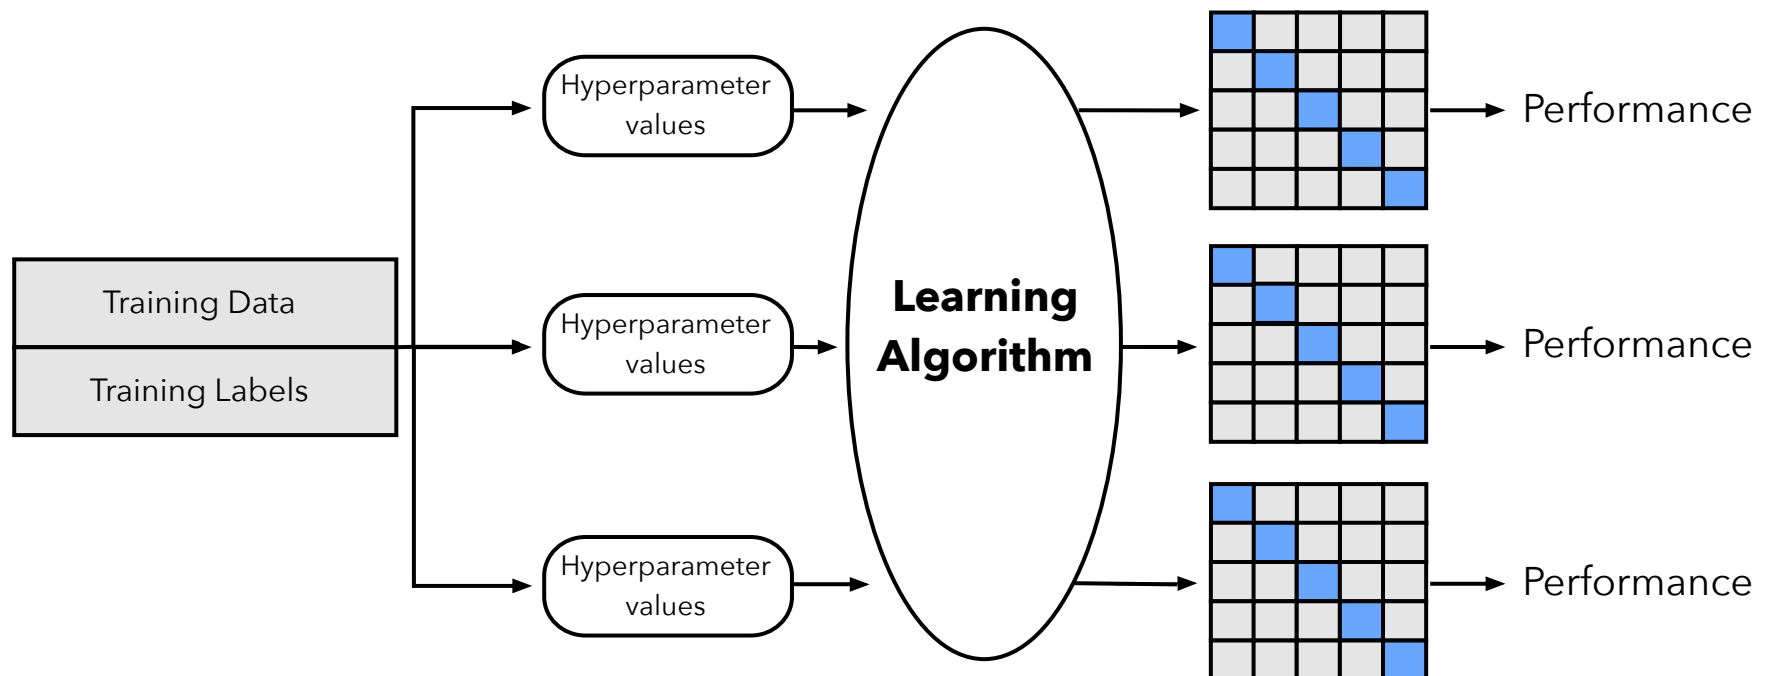 Hyperparameter
values
Performance
Training Data
Training Labels
Hyperparameter
values
Learning
Algorithm
Performance
Hyperparameter
values
Performance